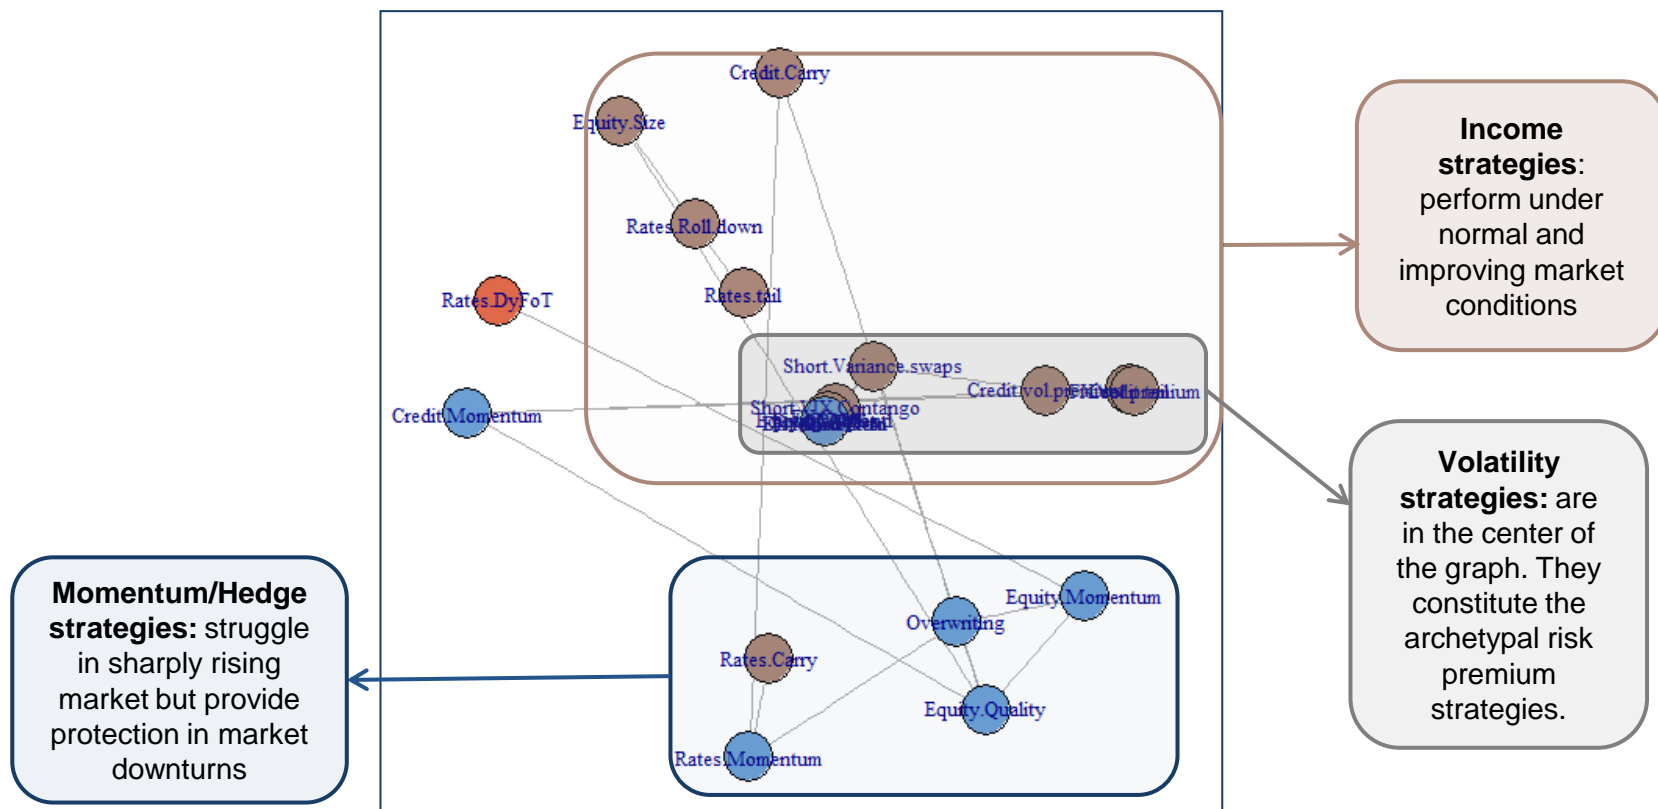 Credit.Carry
Equity.Size
Rates.Roll.down
Rates.tail
Rates.DyFoT
Short.Variance.swaps
Credit.vol.premium
Credit.Momentum
Short.VIX.Contango
Equity.Momentum
Overwriting
Rates.Carry
Equity.Quality
Rates.Momentum
Income
strategies:
perform under
normal and
improving market
conditions
Volatility
strategies: are
in the center of
the graph. They
constitute the
archetypal risk
premium
strategies.
Momentum/Hedge
strategies: struggle
in sharply rising
market but provide
protection in market
downturns